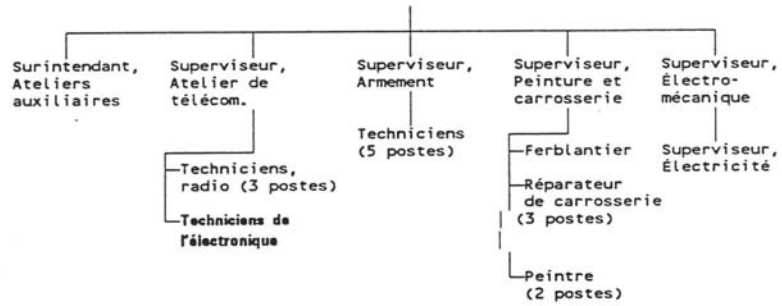 Surintendant,
Ateliers
auxiliaires
Superviseur,
Atelier de
télécom.
Techniciens,
radio (3 postes)
Techniciens de
l'électronique
Superviseur,
Armement
Techniciens
(5 postes)
Superviseur,
Peinture et
carrosserie
Ferblantier
Réparateur
de carrosserie
(3 postes)
Peintre
(2 postes)
Superviseur,
Électro-
mécanique
Superviseur,
Électricité